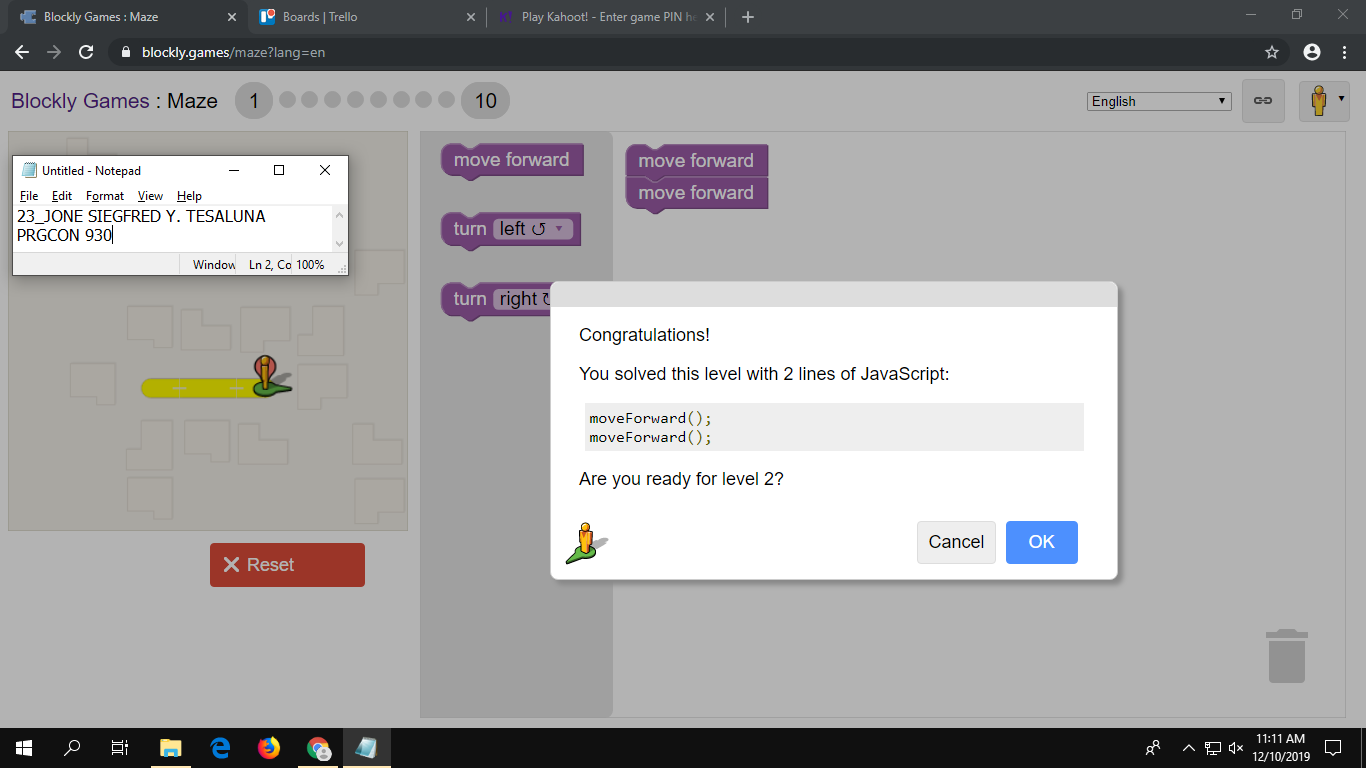 Blockly Games : Maze
Boards | Trello
Play Kahoot! - Enter game PIN he
blockly.games/maze?lang=en
Blockly Games : Maze 1 10
English
Untitled - Notepad
File Edit Format View Help
23_JONE SIEGFRED Y. TESALUNA
PRGCON 930
Window Ln 2, Co 100%
move forward
turn left
turn right
move forward
move forward
Congratulations!
You solved this level with 2 lines of JavaScript:
moveForward();
moveForward();
Are you ready for level 2?
Cancel OK
Reset
11:11 AM
12/10/2019